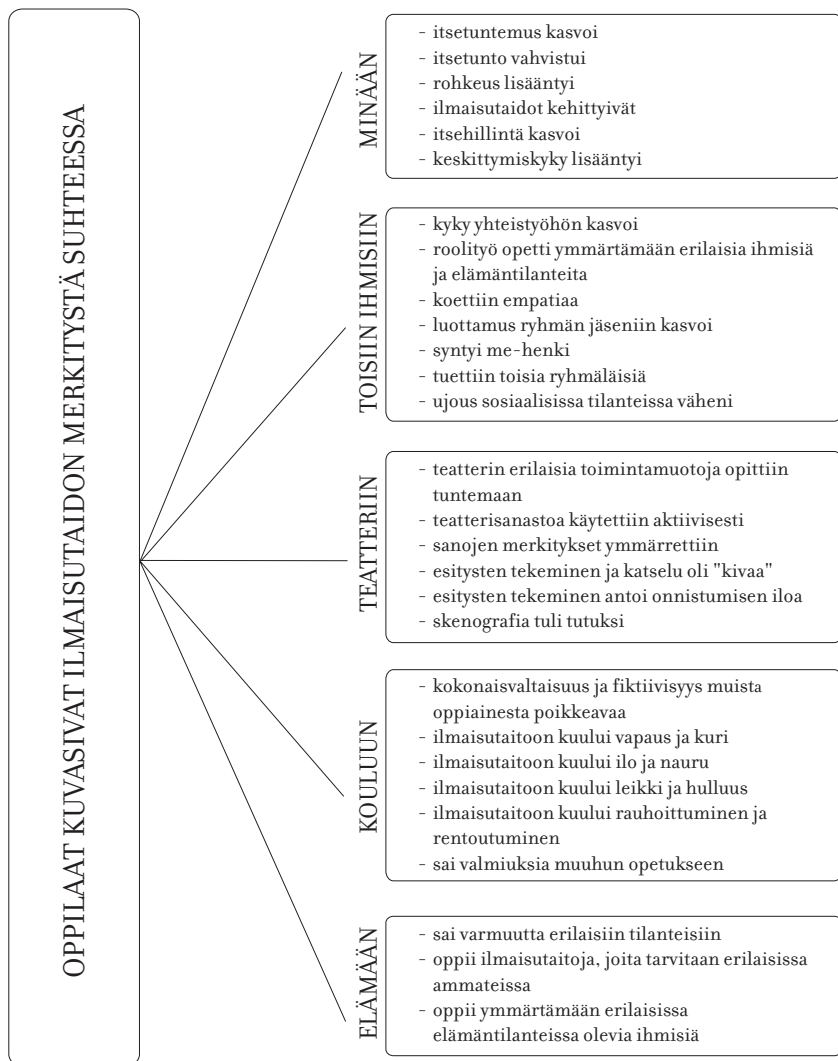 OPPILAAT KUVASIVAT ILMAISUTAIDON MERKITYSTÄ SUHTEESSA
MINÄÄN
- itsetuntemus kasvoi
- itsetunto vahvistui
- rohkeus lisääntyi
- ilmaisutaidot kehittyivät
- itsehillintä kasvoi
- keskittymiskyky lisääntyi
TOISIIN IHMISIIN
- kyky yhteistyöhön kasvoi
- roolityö opetti ymmärtämään erilaisia ihmisiä
ja elämäntilanteita
- koettiin empatiaa
- luottamus ryhmän jäseniin kasvoi
- syntyi me-henki
- tuettiin toisia ryhmäläisiä
- ujous sosiaalisissa tilanteissa väheni
TEATTERIIN
- teatterin erilaisia toimintamuotoja opittiin
tuntemaan
- teatterisanastoa käytettiin aktiivisesti
- sanojen merkitykset ymmärrettiin
- esitysten tekeminen ja katselu oli "kivaa"
- esitysten tekeminen antoi onnistumisen iloa
- skenografia tuli tutuksi
KOULUUN
- kokonaisvaltaisuus ja fiktiivisyys muista
oppiainesta poikkeavaa
- ilmaisutaitoon kuului vapaus ja kuri
- ilmaisutaitoon kuului ilo ja nauru
- ilmaisutaitoon kuului leikki ja hulluus
- ilmaisutaitoon kuului rauhoittuminen ja
rentoutuminen
- sai valmiuksia muuhun opetukseen
ELÄMÄÄN
- sai varmuutta erilaisiin tilanteisiin
- oppii ilmaisutaitoja, joita tarvitaan erilaisissa
ammateissa
- oppii ymmärtämään erilaisissa
elämäntilanteissa olevia ihmisiä